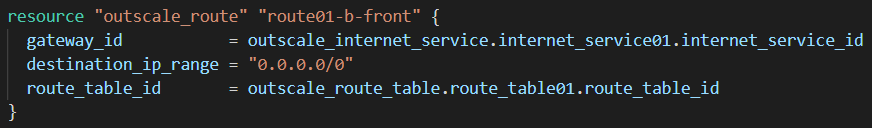 resource "outscale_route" "route01-b-front" {
  gateway_id           = outscale_internet_service.internet_service01.internet_service_id
  destination_ip_range = "0.0.0.0/0"
  route_table_id       = outscale_route_table.route_table01.route_table_id
}